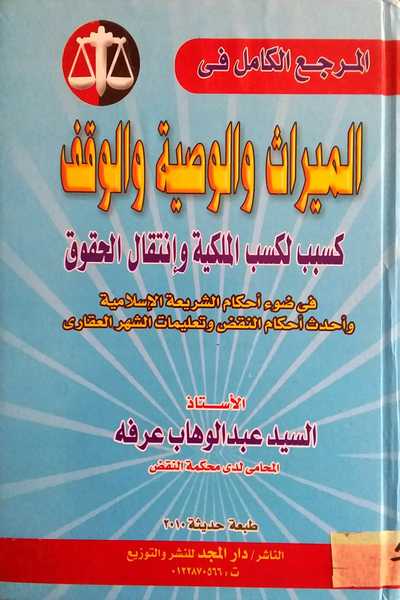 المرجع الكامل فى
الميراث والوصية والوقف
كسبب لكسب الملكية وإنتقال الحقوق
فى ضوء أحكام الشريعة الإسلامية
وأحدث أحكام النقض وتعليمات الشهر العقارى
الأستاذ
السيد عبدالوهاب عرفه
المحامى لدى محكمة النقض
طبعة حديثة ٢٠١٠
الناشر/ دار المجد للنشر والتوزيع
ت : ٠١٢٢٨٧٠٥٦٦